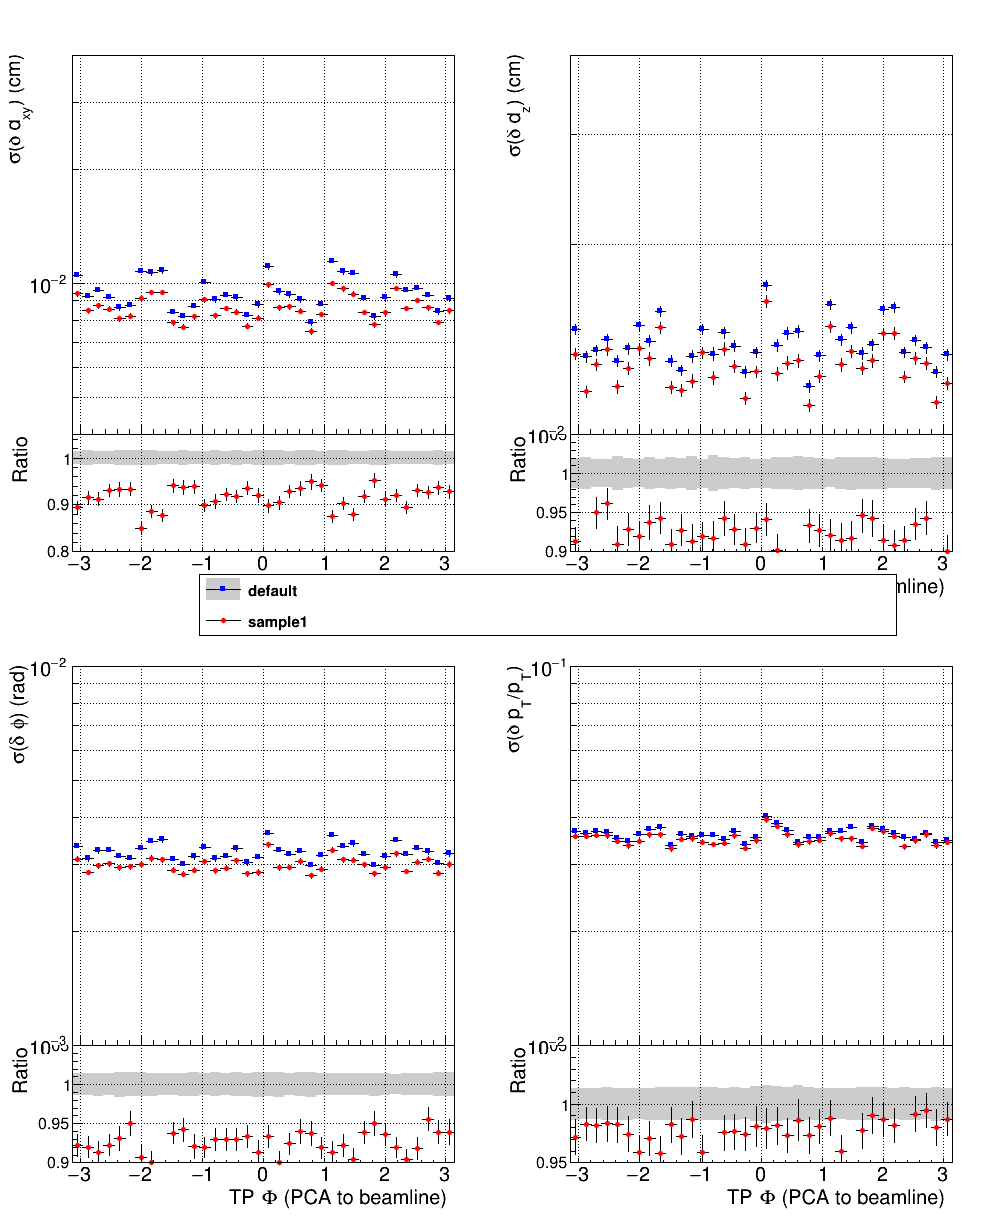 σ(δ d_xy) (cm)
10⁻²
Ratio
1
0.9
0.8
−3 −2 −1 0 1 2 3
σ(δ d_z) (cm)
10⁻²
Ratio
1
0.95
0.9
−3 −2 −1 0 1 2 3
mline)
default
sample1
σ(δ φ) (rad)
10⁻²
10⁻³
Ratio
1
0.95
0.9
−3 −2 −1 0 1 2 3
TP Φ (PCA to beamline)
σ(δ p_T/p_T)
10⁻¹
10⁻²
Ratio
1
0.95
−3 −2 −1 0 1 2 3
TP Φ (PCA to beamline)